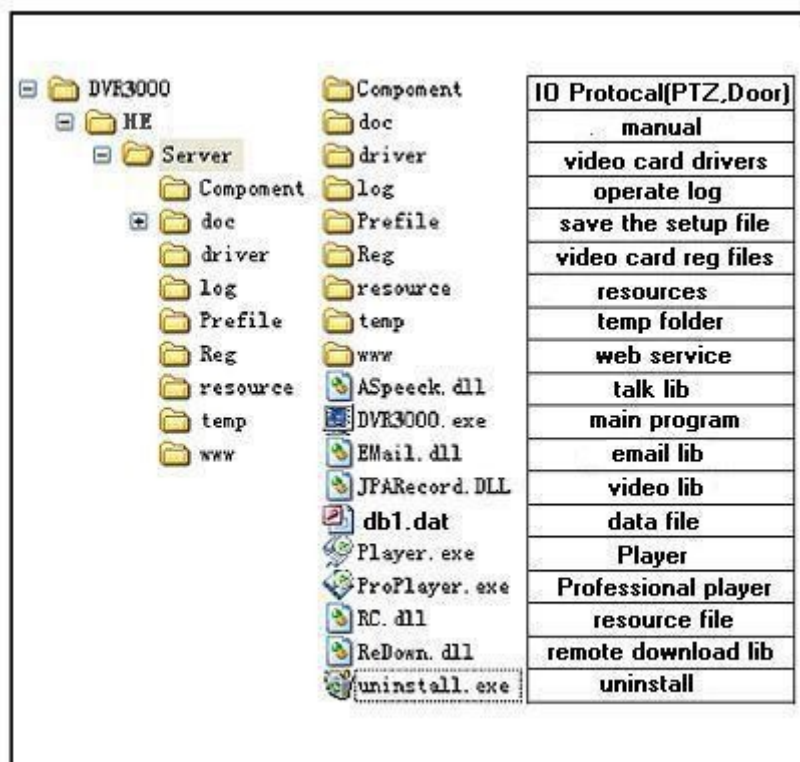 DVR3000
HE
Server
Compoment
doc
driver
log
Prefile
Reg
resource
temp
www
Compoment IO Protocal(PTZ,Door)
doc manual
driver video card drivers
log operate log
Prefile save the setup file
Reg video card reg files
resource resources
temp temp folder
www web service
ASpeeck.dll talk lib
DVR3000.exe main program
EMail.dll email lib
JPARecord.DLL video lib
db1.dat data file
Player.exe Player
ProPlayer.exe Professional player
RC.dll resource file
ReDown.dll remote download lib
uninstall.exe uninstall